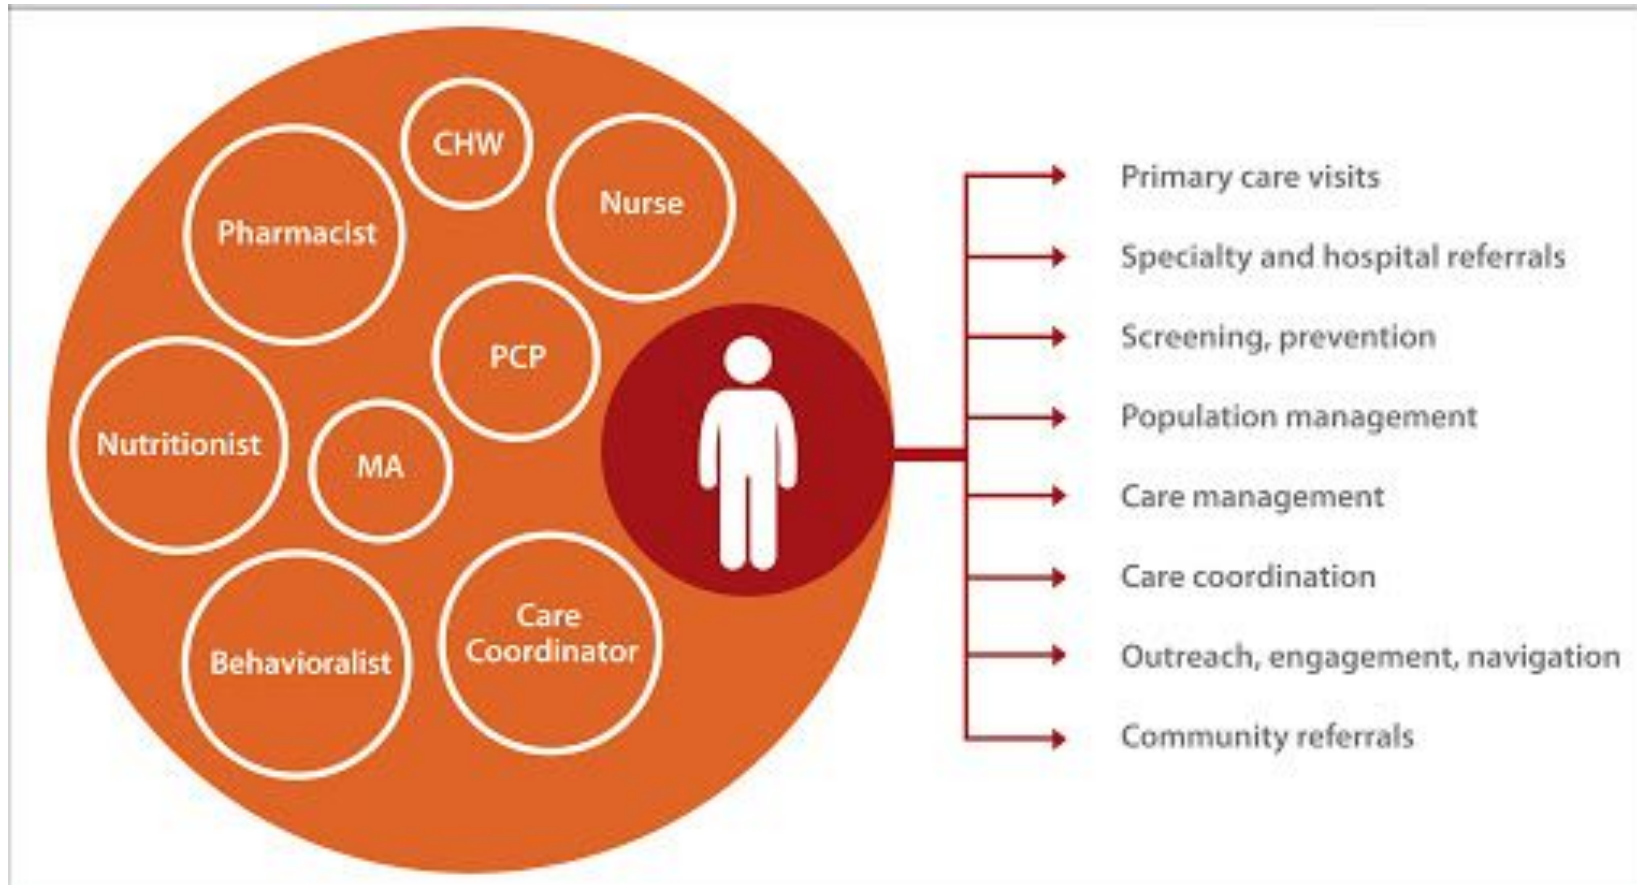 CHW
Nurse
Pharmacist
PCP
Nutritionist
MA
Care
Coordinator
Behavioralist
Primary care visits
Specialty and hospital referrals
Screening, prevention
Population management
Care management
Care coordination
Outreach, engagement, navigation
Community referrals